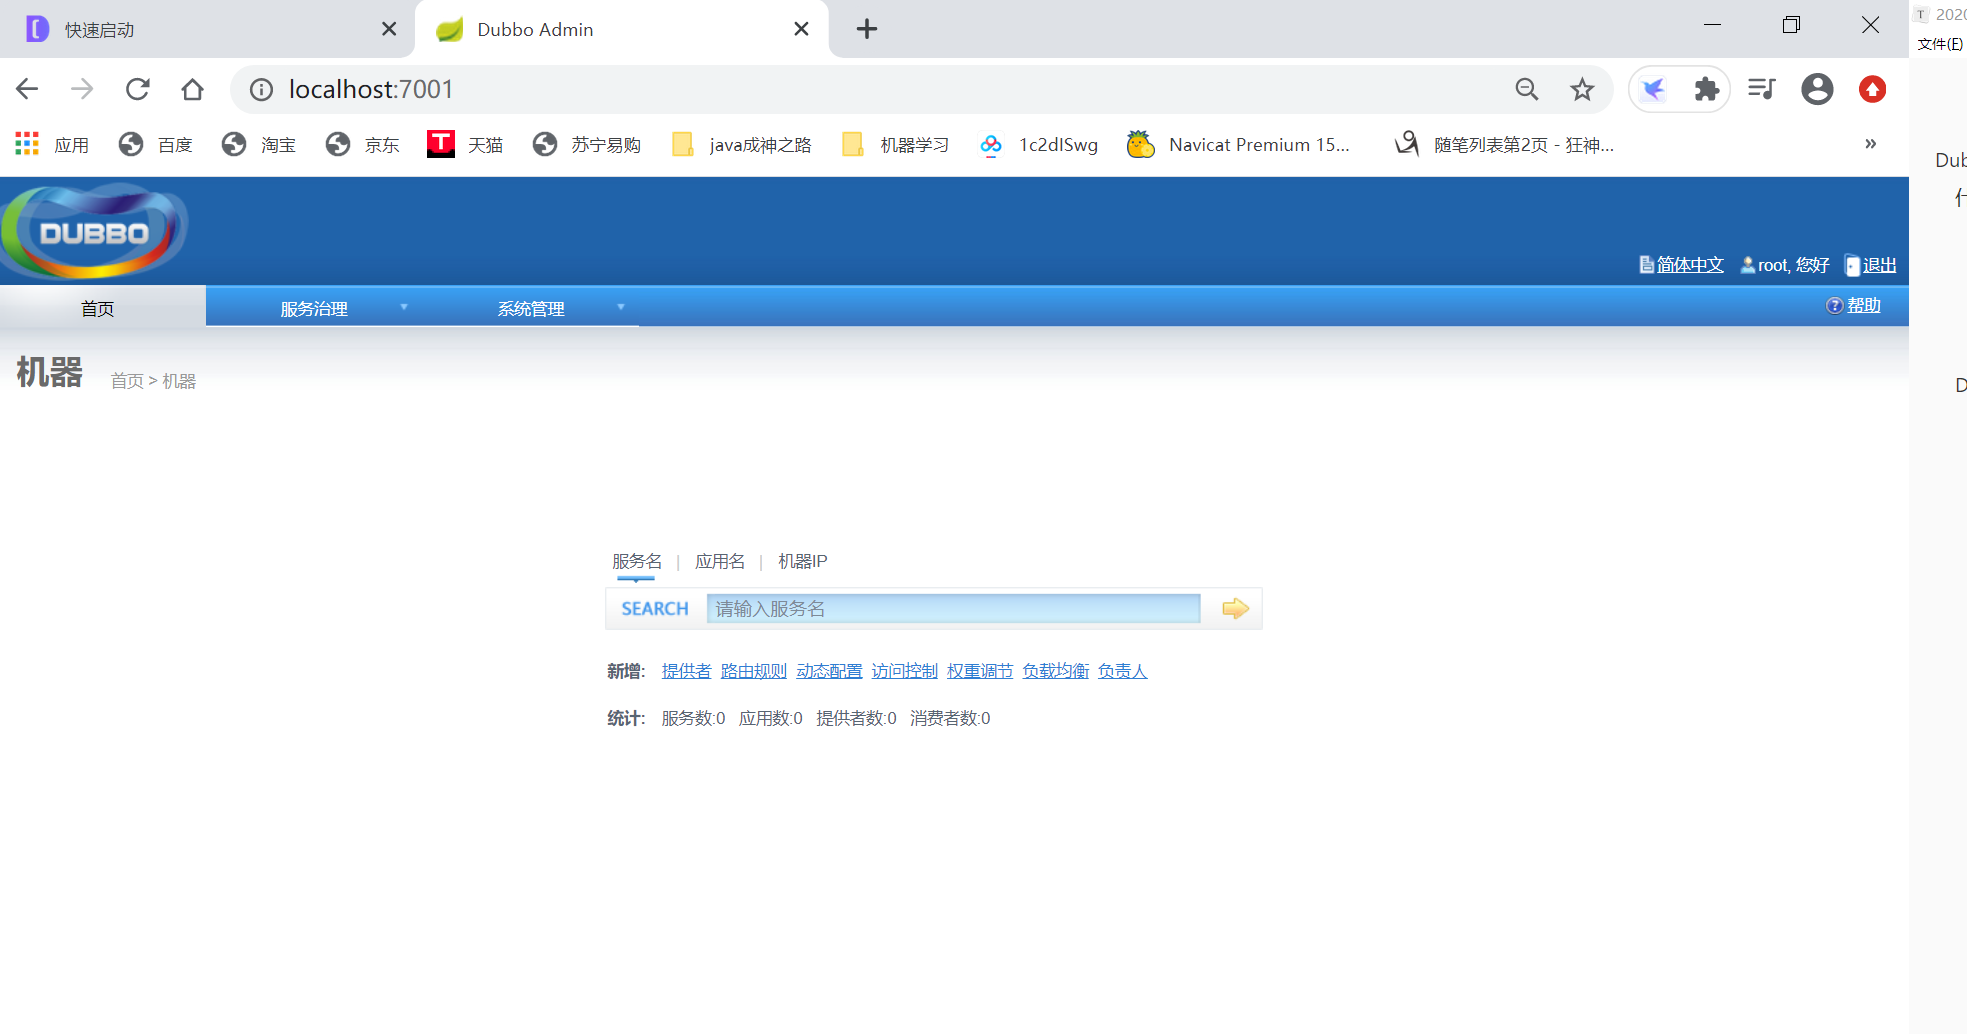 快速启动
Dubbo Admin
T 2020
文件(E)
localhost:7001
应用 百度 淘宝 京东 T 天猫 苏宁易购 java成神之路 机器学习 1c2dlSwg Navicat Premium 15... 随笔列表第2页 - 狂神... »
Dub
DUBBO
简体中文 root, 您好 退出
首页 服务治理 系统管理 帮助
机器 首页 > 机器
D
服务名 | 应用名 | 机器IP
SEARCH 请输入服务名
新增: 提供者 路由规则 动态配置 访问控制 权重调节 负载均衡 负责人
统计: 服务数:0 应用数:0 提供者数:0 消费者数:0